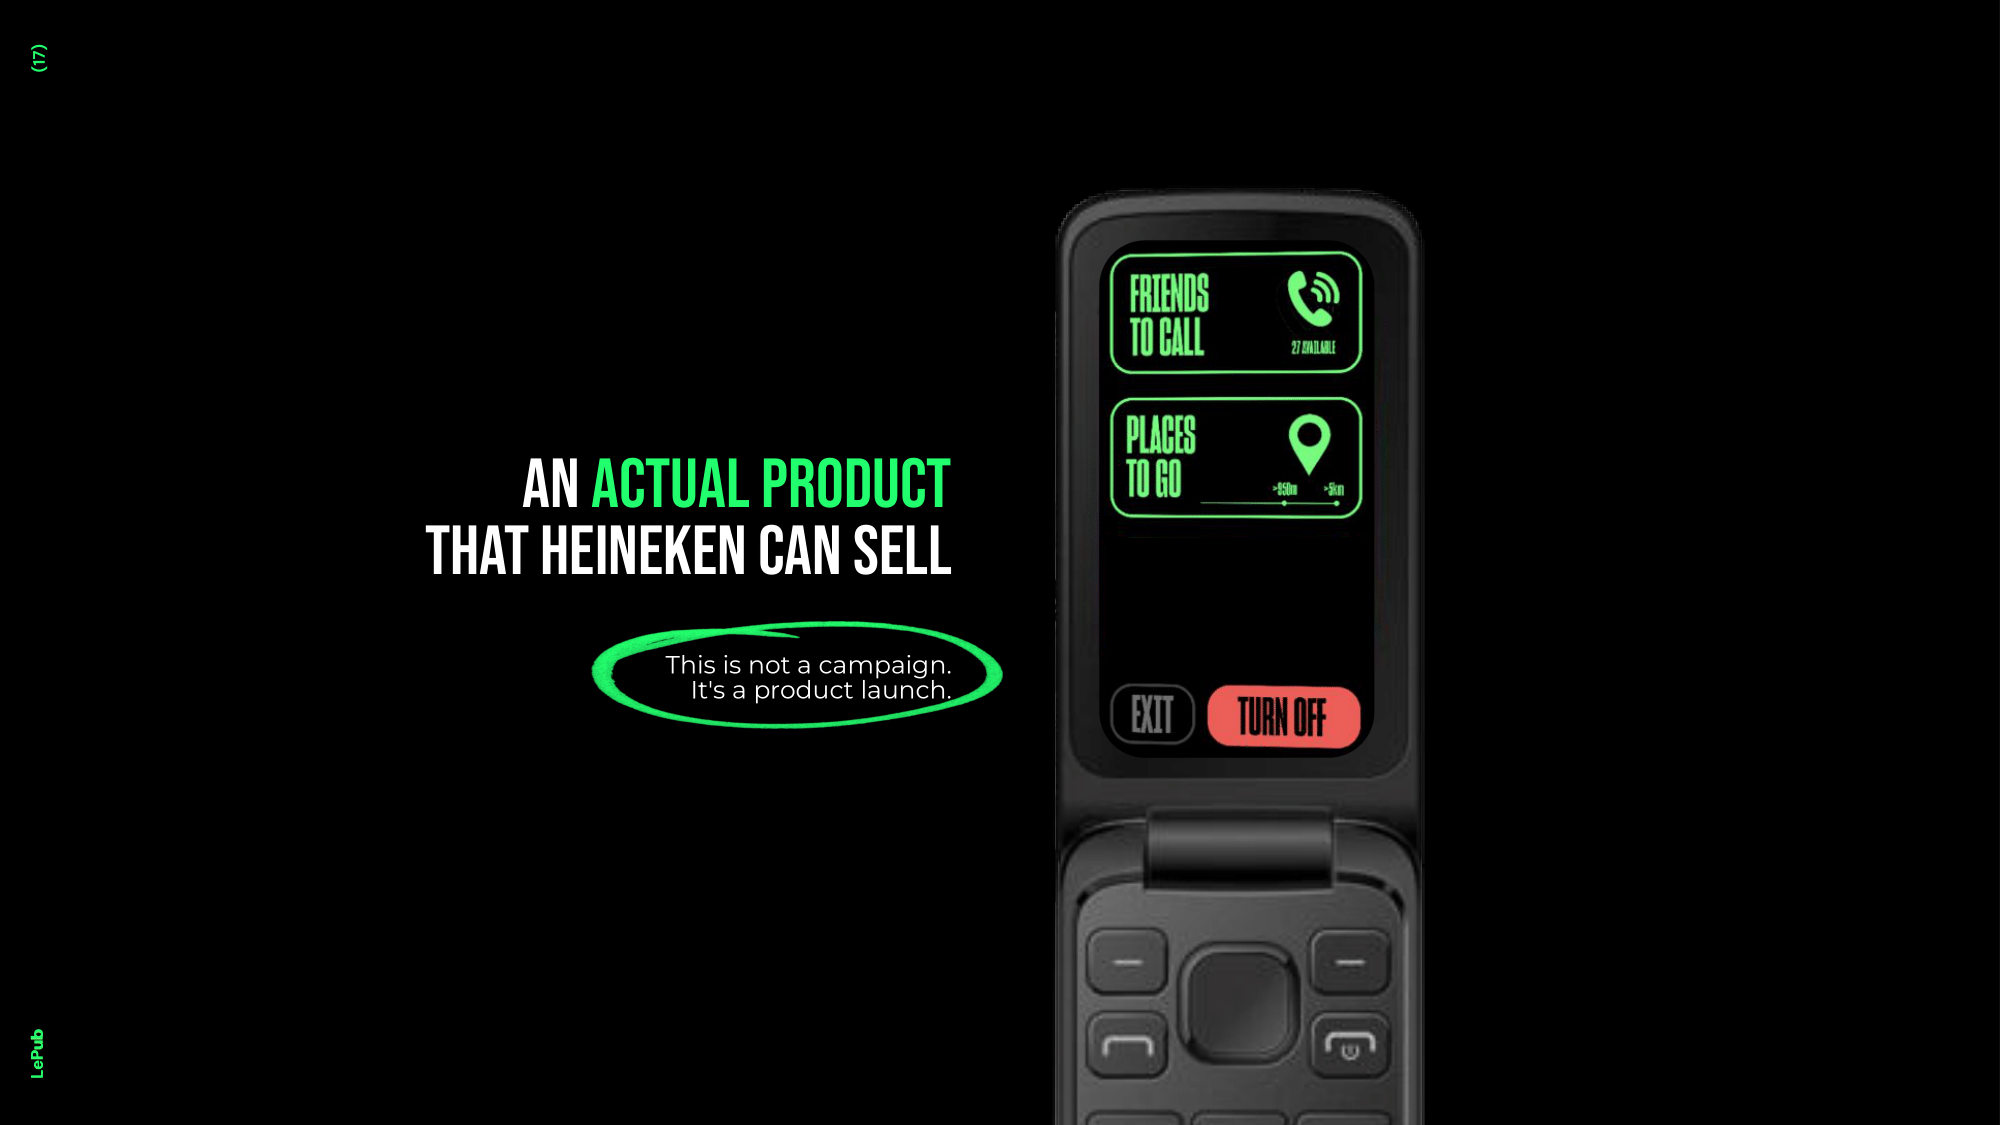 (17)
AN ACTUAL PRODUCT
THAT HEINEKEN CAN SELL
This is not a campaign.
It's a product launch.
FRIENDS
TO CALL
27 AVAILABLE
PLACES
TO GO
>950m >5km
EXIT TURN OFF
LePub